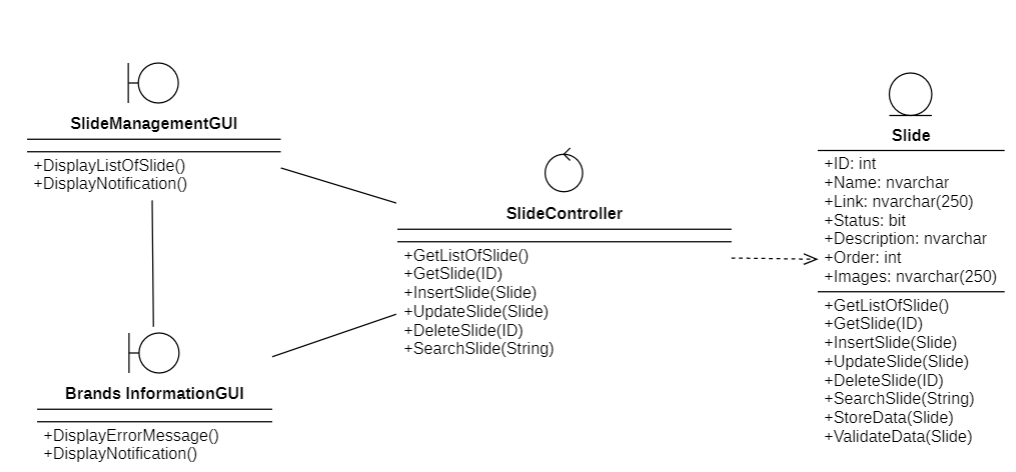 SlideManagementGUI
+DisplayListOfSlide()
+DisplayNotification()
Brands InformationGUI
+DisplayErrorMessage()
+DisplayNotification()
SlideController
+GetListOfSlide()
+GetSlide(ID)
+InsertSlide(Slide)
+UpdateSlide(Slide)
+DeleteSlide(ID)
+SearchSlide(String)
Slide
+ID: int
+Name: nvarchar
+Link: nvarchar(250)
+Status: bit
+Description: nvarchar
+Order: int
+Images: nvarchar(250)
+GetListOfSlide()
+GetSlide(ID)
+InsertSlide(Slide)
+UpdateSlide(Slide)
+DeleteSlide(ID)
+SearchSlide(String)
+StoreData(Slide)
+ValidateData(Slide)